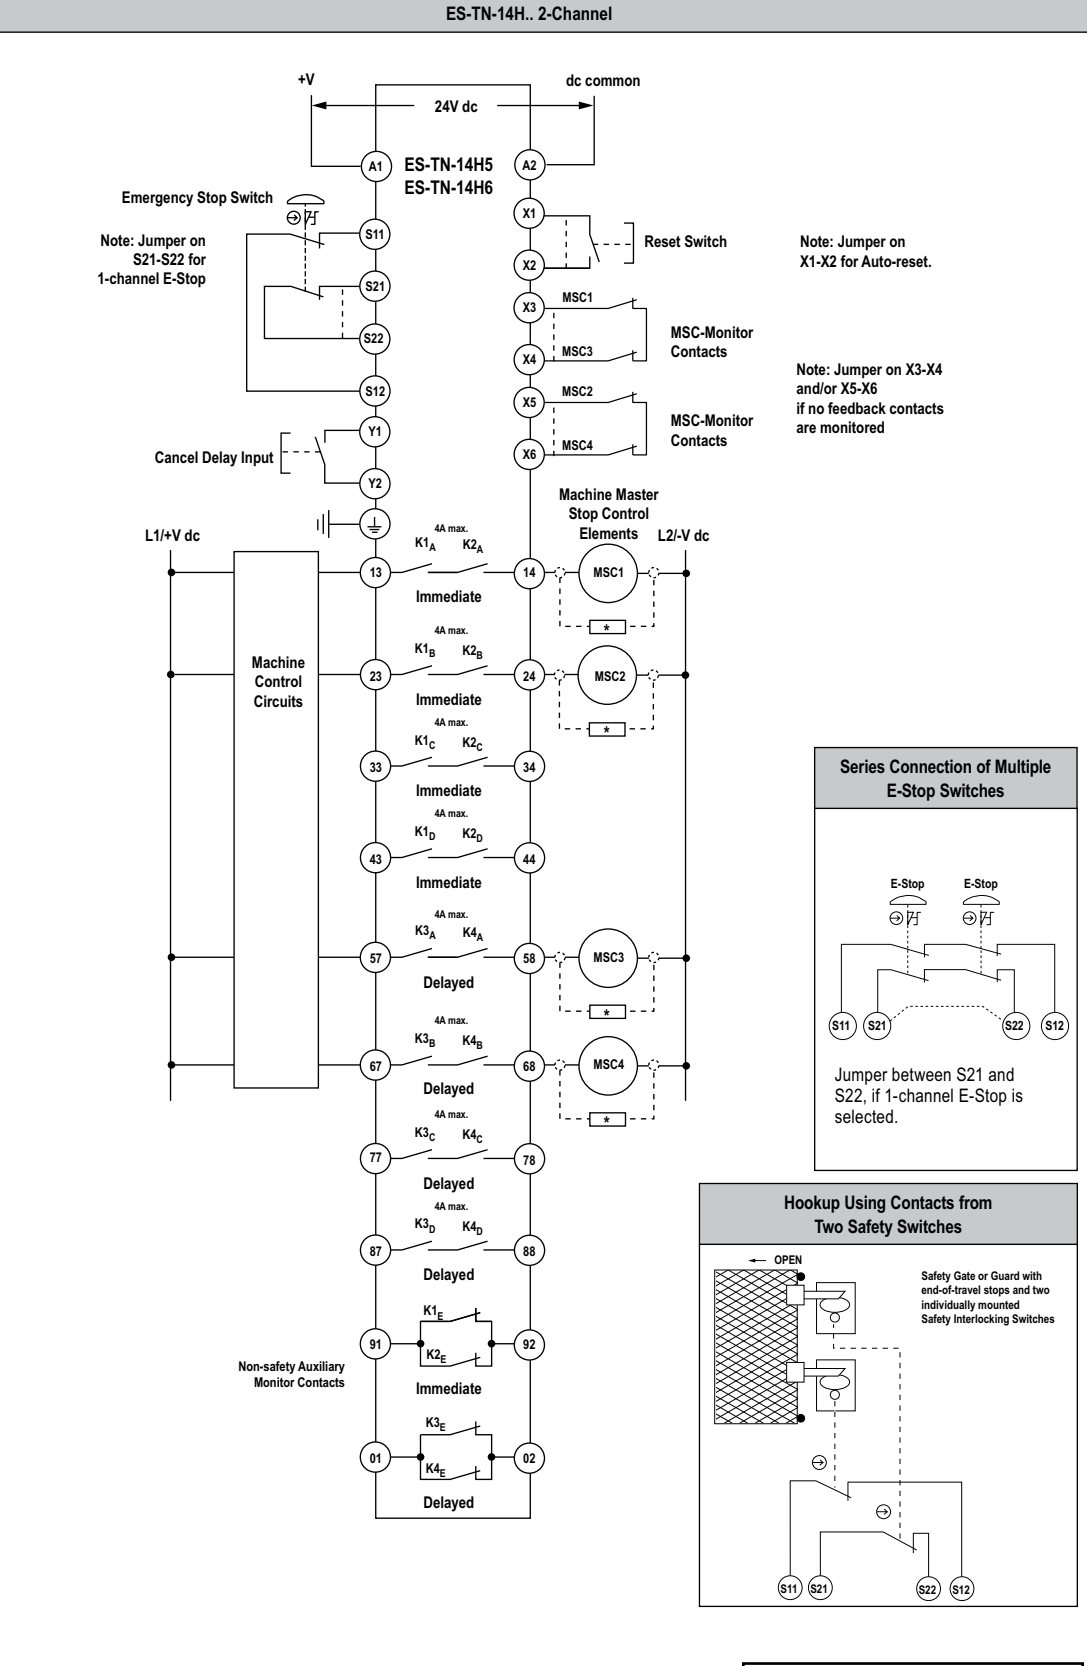 ES-TN-14H.. 2-Channel
+V
dc common
24V dc
A1
ES-TN-14H5
ES-TN-14H6
A2
Emergency Stop Switch
Note: Jumper on
S21-S22 for
1-channel E-Stop
S11
S21
S22
S12
X1
X2
Reset Switch
Note: Jumper on
X1-X2 for Auto-reset.
X3
MSC1
X4
MSC3
MSC-Monitor
Contacts
X5
MSC2
X6
MSC4
MSC-Monitor
Contacts
Note: Jumper on X3-X4
and/or X5-X6
if no feedback contacts
are monitored
Cancel Delay Input
Y1
Y2
Machine Master
Stop Control
Elements
L1/+V dc
L2/-V dc
Machine
Control
Circuits
4A max.
K1A K2A
13
14
MSC1
Immediate
*
4A max.
K1B K2B
23
24
MSC2
Immediate
*
4A max.
K1C K2C
33
34
Immediate
4A max.
K1D K2D
43
44
Immediate
4A max.
K3A K4A
57
58
MSC3
Delayed
*
4A max.
K3B K4B
67
68
MSC4
Delayed
*
4A max.
K3C K4C
77
78
Delayed
4A max.
K3D K4D
87
88
Delayed
K1E
91
92
K2E
Non-safety Auxiliary
Monitor Contacts
Immediate
K3E
01
02
K4E
Delayed
Series Connection of Multiple
E-Stop Switches
E-Stop
E-Stop
S11
S21
S22
S12
Jumper between S21 and
S22, if 1-channel E-Stop is
selected.
Hookup Using Contacts from
Two Safety Switches
OPEN
Safety Gate or Guard with
end-of-travel stops and two
individually mounted
Safety Interlocking Switches
S11
S21
S22
S12